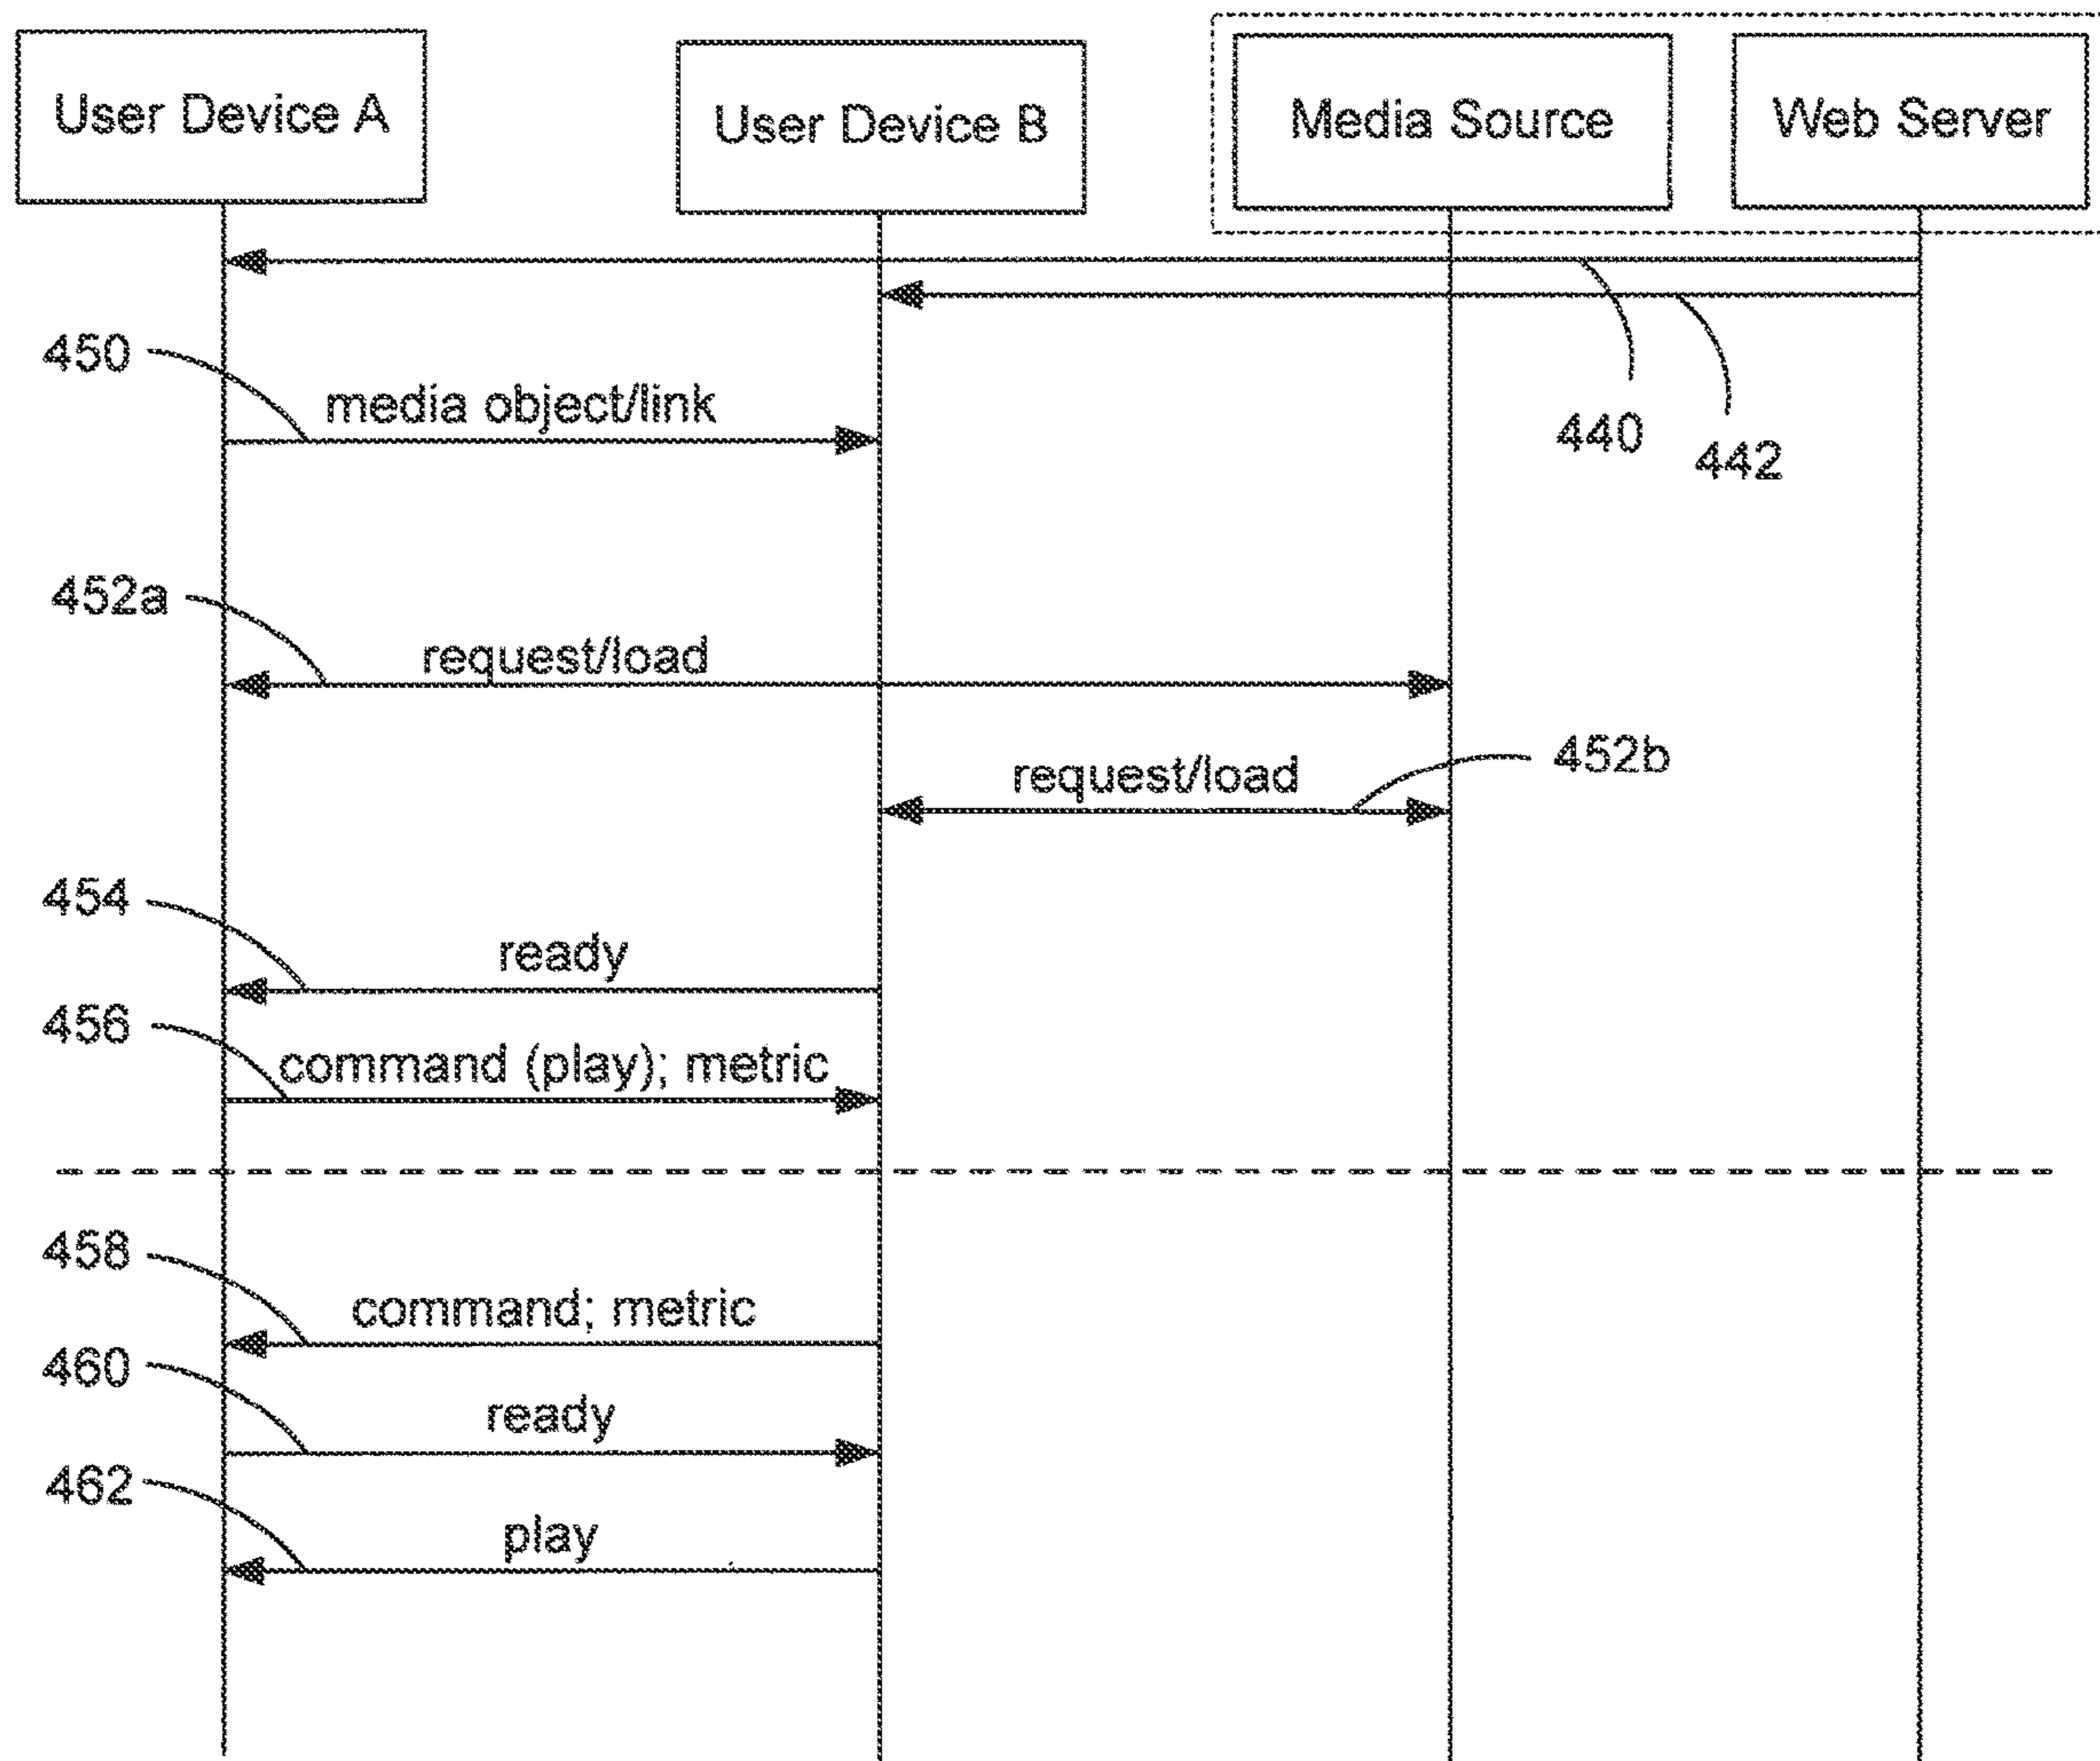 User Device A
User Device B
Media Source
Web Server
450
media object/link
440
442
452a
request/load
request/load
452b
454
ready
456
command (play); metric
458
command; metric
460
ready
462
play